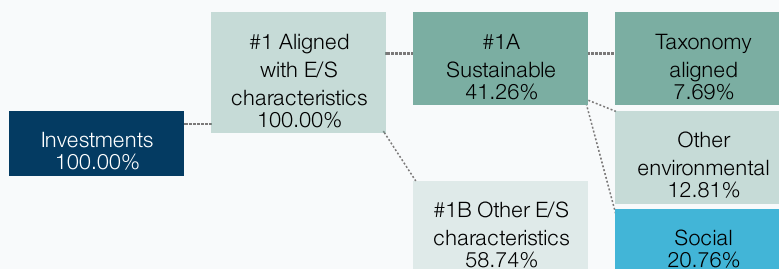 Investments
100.00%
#1 Aligned
with E/S
characteristics
100.00%
#1A
Sustainable
41.26%
#1B Other E/S
characteristics
58.74%
Taxonomy
aligned
7.69%
Other
environmental
12.81%
Social
20.76%